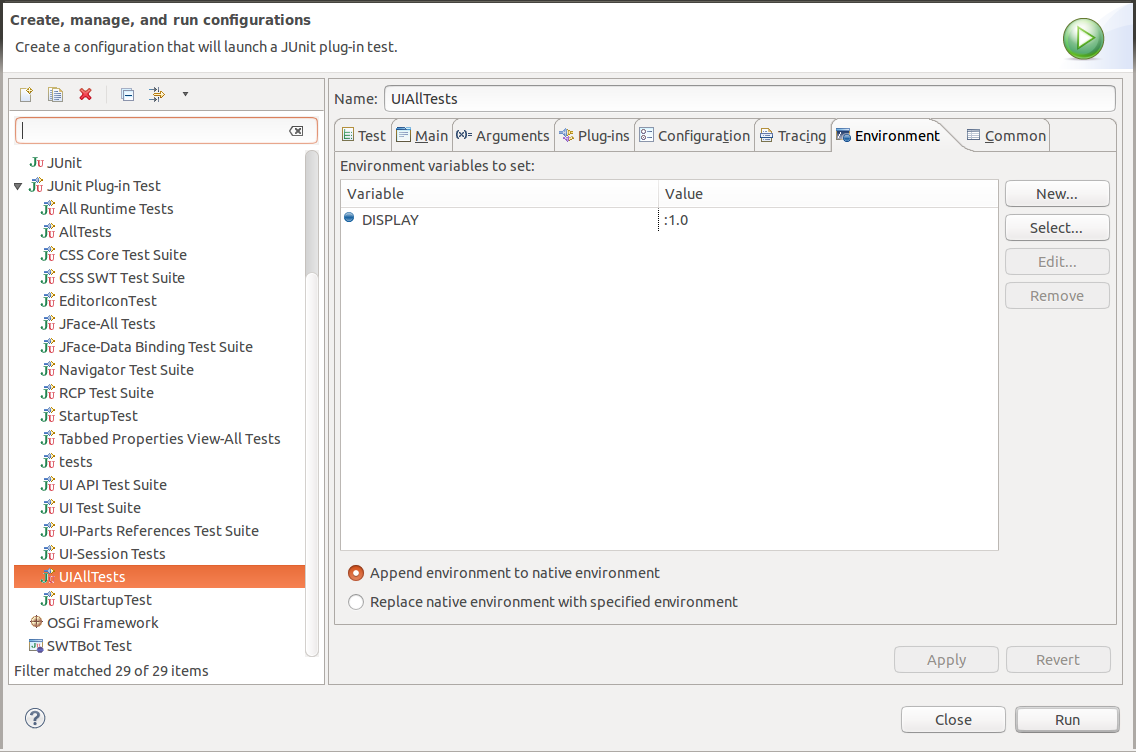 Create, manage, and run configurations
Create a configuration that will launch a JUnit plug-in test.
Name: UIAllTests
Test Main Arguments Plug-ins Configuration Tracing Environment Common
JUnit
JUnit Plug-in Test
All Runtime Tests
AllTests
CSS Core Test Suite
CSS SWT Test Suite
EditorIconTest
JFace-All Tests
JFace-Data Binding Test Suite
Navigator Test Suite
RCP Test Suite
StartupTest
Tabbed Properties View-All Tests
tests
UI API Test Suite
UI Test Suite
UI-Parts References Test Suite
UI-Session Tests
UIAllTests
UIStartupTest
OSGi Framework
SWTBot Test
Filter matched 29 of 29 items
Environment variables to set:
Variable Value
DISPLAY :1.0
New...
Select...
Edit...
Remove
Append environment to native environment
Replace native environment with specified environment
Apply Revert
? Close Run